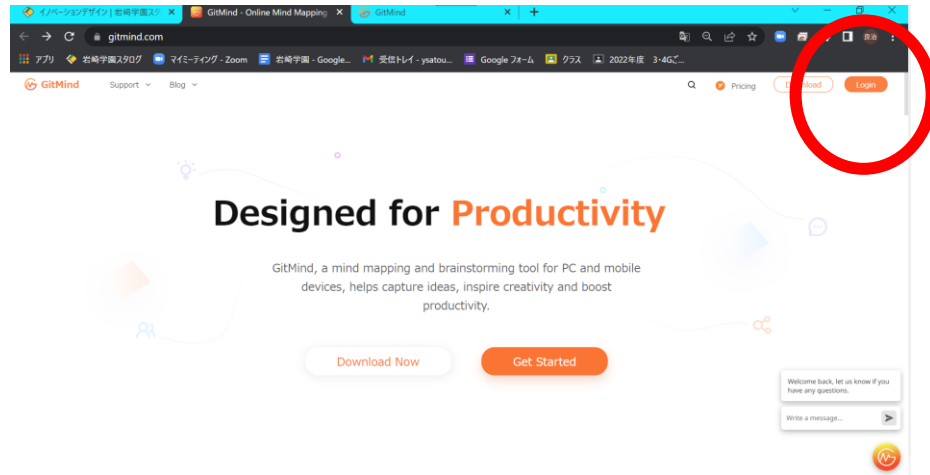 イノベーションデザイン | 岩崎学園スタ
GitMind - Online Mind Mapping
GitMind
gitmind.com
アプリ
岩崎学園スタログ
マイミーティング - Zoom
岩崎学園 - Google...
受信トレイ - ysatou...
Google フォーム
クラス
2022年度 3・4Gご...
GitMind
Support
Blog
Pricing
Download
Login
Designed for Productivity
GitMind, a mind mapping and brainstorming tool for PC and mobile
devices, helps capture ideas, inspire creativity and boost
productivity.
Download Now
Get Started
Welcome back, let us know if you
have any questions.
Write a message...